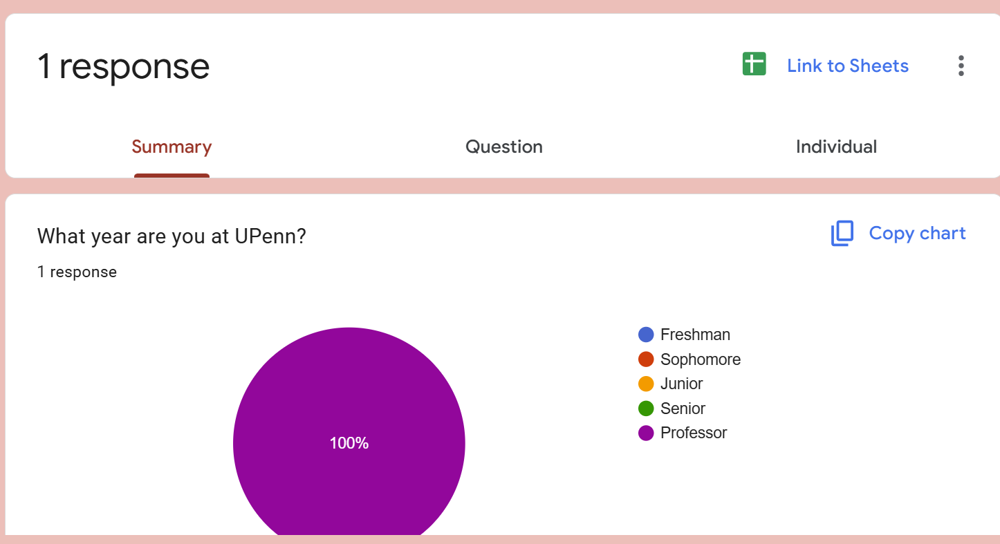 1 response
Link to Sheets
Summary
Question
Individual
What year are you at UPenn?
Copy chart
1 response
100%
Freshman
Sophomore
Junior
Senior
Professor